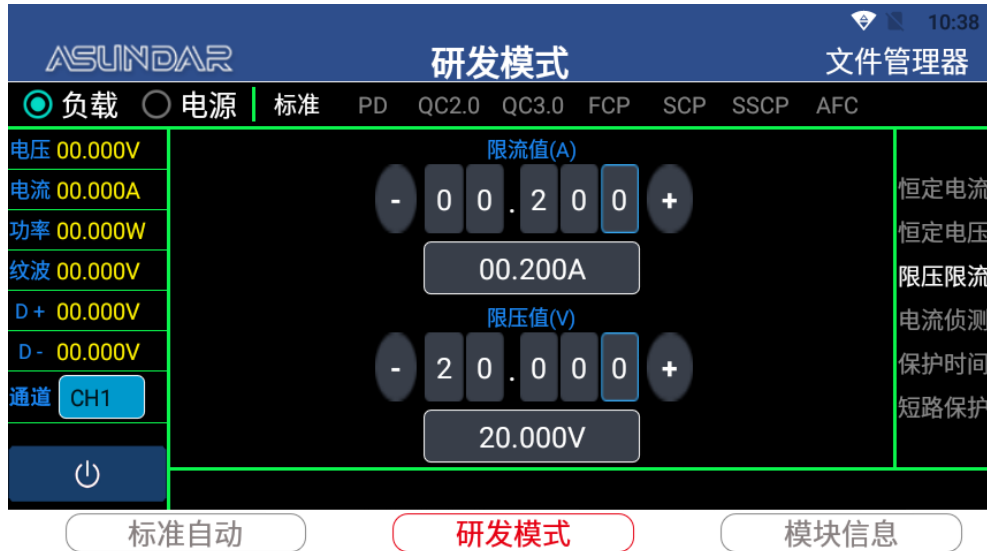 10:38
ASUNDAR 研发模式 文件管理器
负载 电源 标准 PD QC2.0 QC3.0 FCP SCP SSCP AFC
电压 00.000V
电流 00.000A
功率 00.000W
纹波 00.000V
D+ 00.000V
D- 00.000V
通道 CH1
限流值(A)
- 0 0 . 2 0 0 +
00.200A
限压值(V)
- 2 0 . 0 0 0 +
20.000V
恒定电流
恒定电压
限压限流
电流侦测
保护时间
短路保护
标准自动 研发模式 模块信息